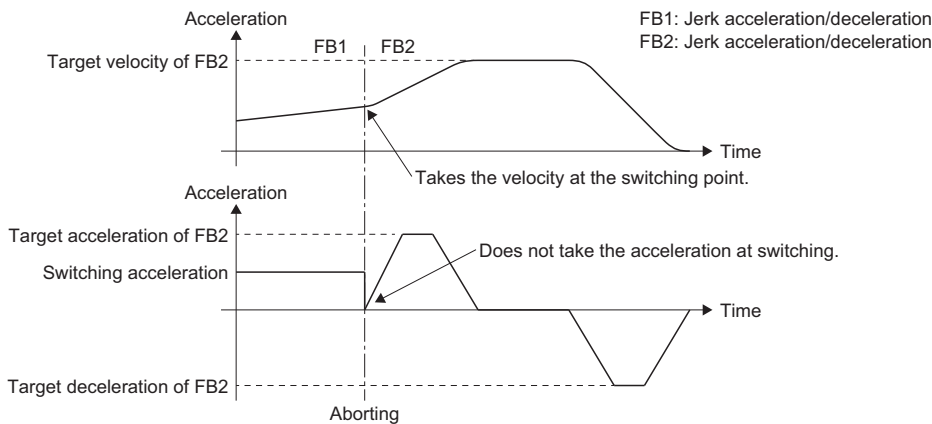 Acceleration
FB1: Jerk acceleration/deceleration
FB2: Jerk acceleration/deceleration
FB1
FB2
Target velocity of FB2
Time
Takes the velocity at the switching point.
Acceleration
Target acceleration of FB2
Does not take the acceleration at switching.
Switching acceleration
Time
Target deceleration of FB2
Aborting